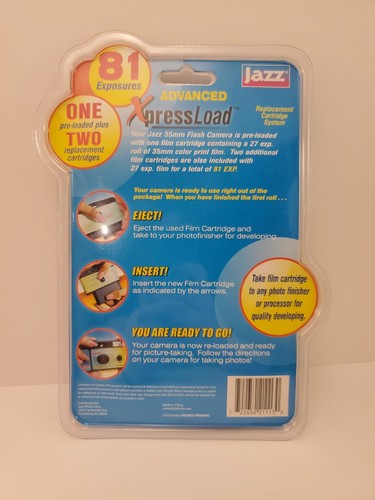 81
Exposures
ONE
pre-loaded plus
TWO
replacement
cartridges
Jazz
ADVANCED
XpressLoad™
Replacement
Cartridge
System
Your Jazz 35mm Flash Camera is pre-loaded
with one film cartridge containing a 27 exp.
roll of 35mm color print film. Two additional
film cartridges are also included with
27 exp. film for a total of 81 EXP.
Your camera is ready to use right out of the
package! When you have finished the first roll . . .
EJECT!
Eject the used Film Cartridge and
take to your photofinisher for developing.
INSERT!
Insert the new Film Cartridge
as indicated by the arrows.
Take film cartridge
to any photo finisher
or processor for
quality developing.
YOU ARE READY TO GO!
Your camera is now re-loaded and ready
for picture-taking. Follow the directions
on your camera for taking photographs.